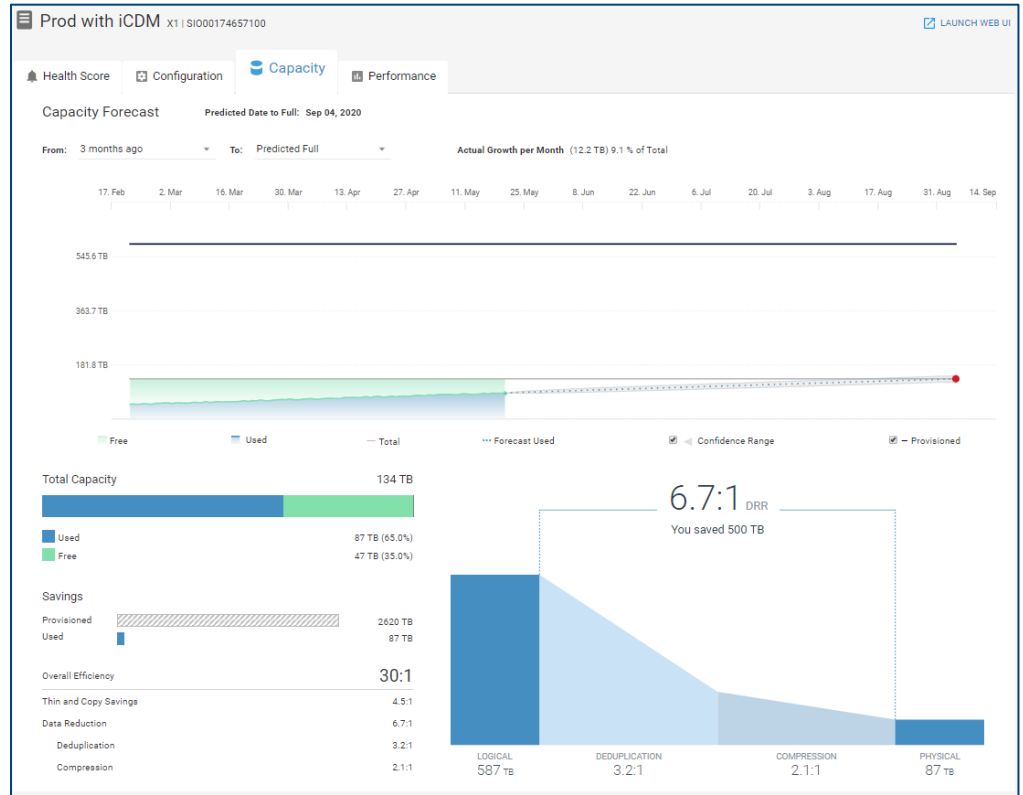 Prod with iCDM X1 | SIO00174657100
LAUNCH WEB UI
Health Score
Configuration
Capacity
Performance
Capacity Forecast
Predicted Date to Full: Sep 04, 2020
From: 3 months ago To: Predicted Full
Actual Growth per Month (12.2 TB) 9.1 % of Total
17. Feb 2. Mar 16. Mar 30. Mar 13. Apr 27. Apr 11. May 25. May 8. Jun 22. Jun 6. Jul 20. Jul 3. Aug 17. Aug 31. Aug 14. Sep
545.6 TB
363.7 TB
181.8 TB
Free Used Total Forecast Used Confidence Range Provisioned
Total Capacity 134 TB
Used 87 TB (65.0%)
Free 47 TB (35.0%)
Savings
Provisioned 2620 TB
Used 87 TB
Overall Efficiency 30:1
Thin and Copy Savings 4.5:1
Data Reduction 6.7:1
Deduplication 3.2:1
Compression 2.1:1
6.7:1 DRR
You saved 500 TB
LOGICAL DEDUPLICATION COMPRESSION PHYSICAL
587 TB 3.2:1 2.1:1 87 TB